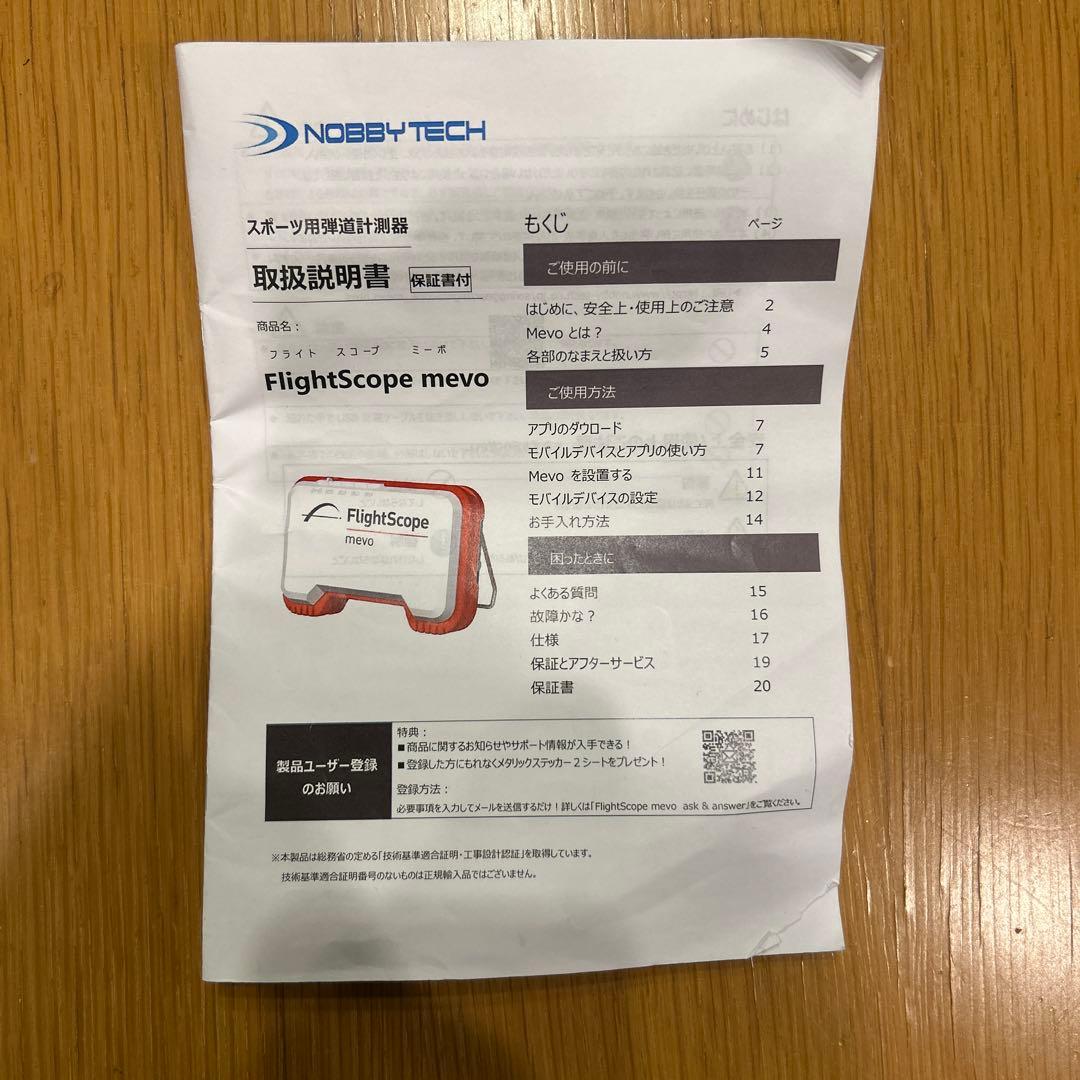 NOBBYTECH
スポーツ用弾道計測器
取扱説明書 保証書付
商品名：
フライト スコープ ミーボ
FlightScope mevo
FlightScope
mevo
もくじ ページ
ご使用の前に
はじめに、安全上・使用上のご注意 2
Mevo とは？ 4
各部のなまえと扱い方 5
ご使用方法
アプリのダウロード 7
モバイルデバイスとアプリの使い方 7
Mevo を設置する 11
モバイルデバイスの設定 12
お手入れ方法 14
困ったときに
よくある質問 15
故障かな？ 16
仕様 17
保証とアフターサービス 19
保証書 20
製品ユーザー登録
のお願い
特典：
■商品に関するお知らせやサポート情報が入手できる！
■登録した方にもれなくメタリックステッカー２シートをプレゼント！
登録方法：
必要事項を入力してメールを送信するだけ！詳しくは「FlightScope mevo ask & answer」をご覧ください。
※本製品は総務省の定める「技術基準適合証明・工事設計認証」を取得しています。
技術基準適合証明番号のないものは正規輸入品ではございません。